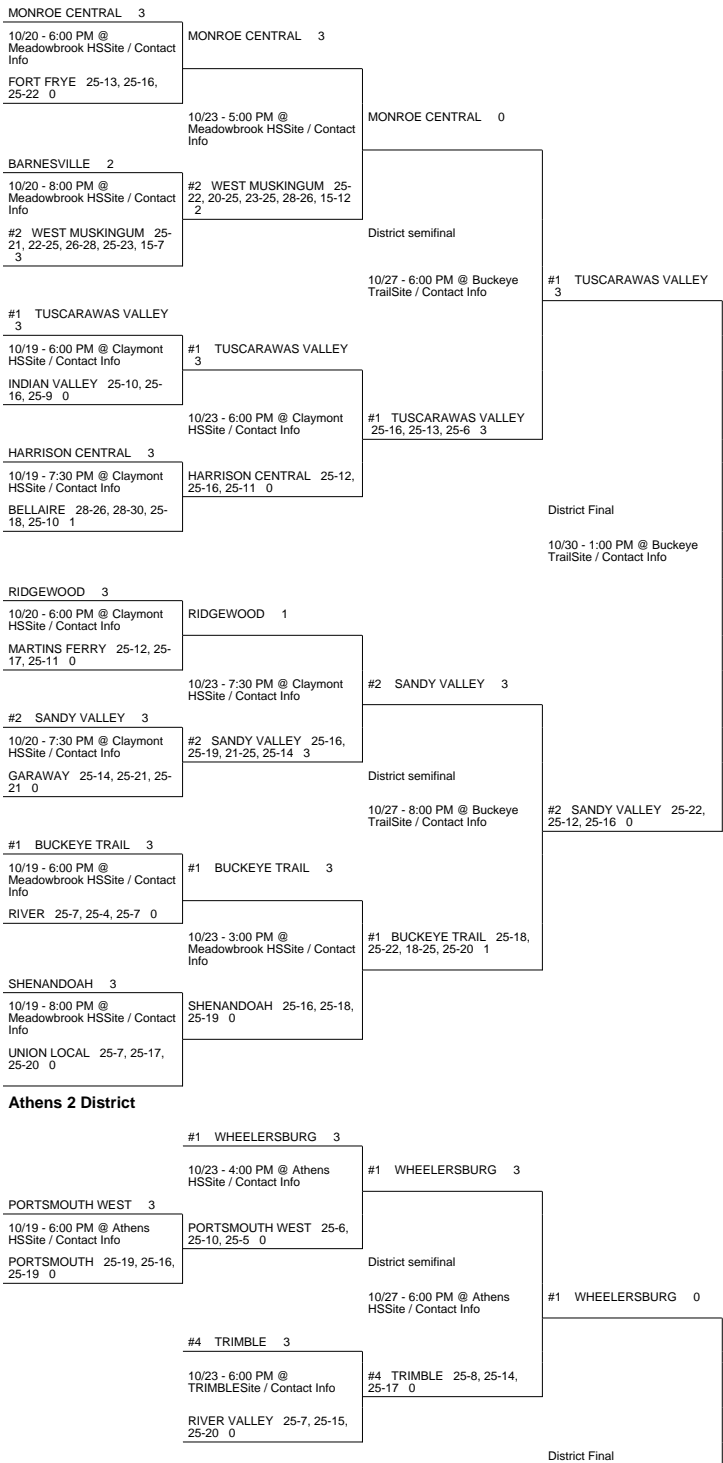 MONROE CENTRAL 3
10/20 - 6:00 PM @
Meadowbrook HSSite / Contact
Info
FORT FRYE 25-13, 25-16,
25-22 0
MONROE CENTRAL 3
10/23 - 5:00 PM @
Meadowbrook HSSite / Contact
Info
MONROE CENTRAL 0
BARNESVILLE 2
10/20 - 8:00 PM @
Meadowbrook HSSite / Contact
Info
#2 WEST MUSKINGUM 25-
21, 22-25, 26-28, 25-23, 15-7
3
#2 WEST MUSKINGUM 25-
22, 20-25, 23-25, 28-26, 15-12
2
District semifinal
10/27 - 6:00 PM @ Buckeye
TrailSite / Contact Info
#1 TUSCARAWAS VALLEY
3
#1 TUSCARAWAS VALLEY
3
10/19 - 6:00 PM @ Claymont
HSSite / Contact Info
INDIAN VALLEY 25-10, 25-
16, 25-9 0
#1 TUSCARAWAS VALLEY
3
10/23 - 6:00 PM @ Claymont
HSSite / Contact Info
#1 TUSCARAWAS VALLEY
25-16, 25-13, 25-6 3
HARRISON CENTRAL 3
10/19 - 7:30 PM @ Claymont
HSSite / Contact Info
BELLAIRE 28-26, 28-30, 25-
18, 25-10 1
HARRISON CENTRAL 25-12,
25-16, 25-11 0
District Final
10/30 - 1:00 PM @ Buckeye
TrailSite / Contact Info
RIDGEWOOD 3
10/20 - 6:00 PM @ Claymont
HSSite / Contact Info
MARTINS FERRY 25-12, 25-
17, 25-11 0
RIDGEWOOD 1
10/23 - 7:30 PM @ Claymont
HSSite / Contact Info
#2 SANDY VALLEY 3
#2 SANDY VALLEY 3
10/20 - 7:30 PM @ Claymont
HSSite / Contact Info
GARAWAY 25-14, 25-21, 25-
21 0
#2 SANDY VALLEY 25-16,
25-19, 21-25, 25-14 3
District semifinal
10/27 - 8:00 PM @ Buckeye
TrailSite / Contact Info
#2 SANDY VALLEY 25-22,
25-12, 25-16 0
#1 BUCKEYE TRAIL 3
10/19 - 6:00 PM @
Meadowbrook HSSite / Contact
Info
RIVER 25-7, 25-4, 25-7 0
#1 BUCKEYE TRAIL 3
10/23 - 3:00 PM @
Meadowbrook HSSite / Contact
Info
#1 BUCKEYE TRAIL 25-18,
25-22, 18-25, 25-20 1
SHENANDOAH 3
10/19 - 8:00 PM @
Meadowbrook HSSite / Contact
Info
UNION LOCAL 25-7, 25-17,
25-20 0
SHENANDOAH 25-16, 25-18,
25-19 0
Athens 2 District
#1 WHEELERSBURG 3
10/23 - 4:00 PM @ Athens
HSSite / Contact Info
#1 WHEELERSBURG 3
PORTSMOUTH WEST 3
10/19 - 6:00 PM @ Athens
HSSite / Contact Info
PORTSMOUTH 25-19, 25-16,
25-19 0
PORTSMOUTH WEST 25-6,
25-10, 25-5 0
District semifinal
10/27 - 6:00 PM @ Athens
HSSite / Contact Info
#1 WHEELERSBURG 0
#4 TRIMBLE 3
10/23 - 6:00 PM @
TRIMBLESite / Contact Info
RIVER VALLEY 25-7, 25-15,
25-20 0
#4 TRIMBLE 25-8, 25-14,
25-17 0
District Final